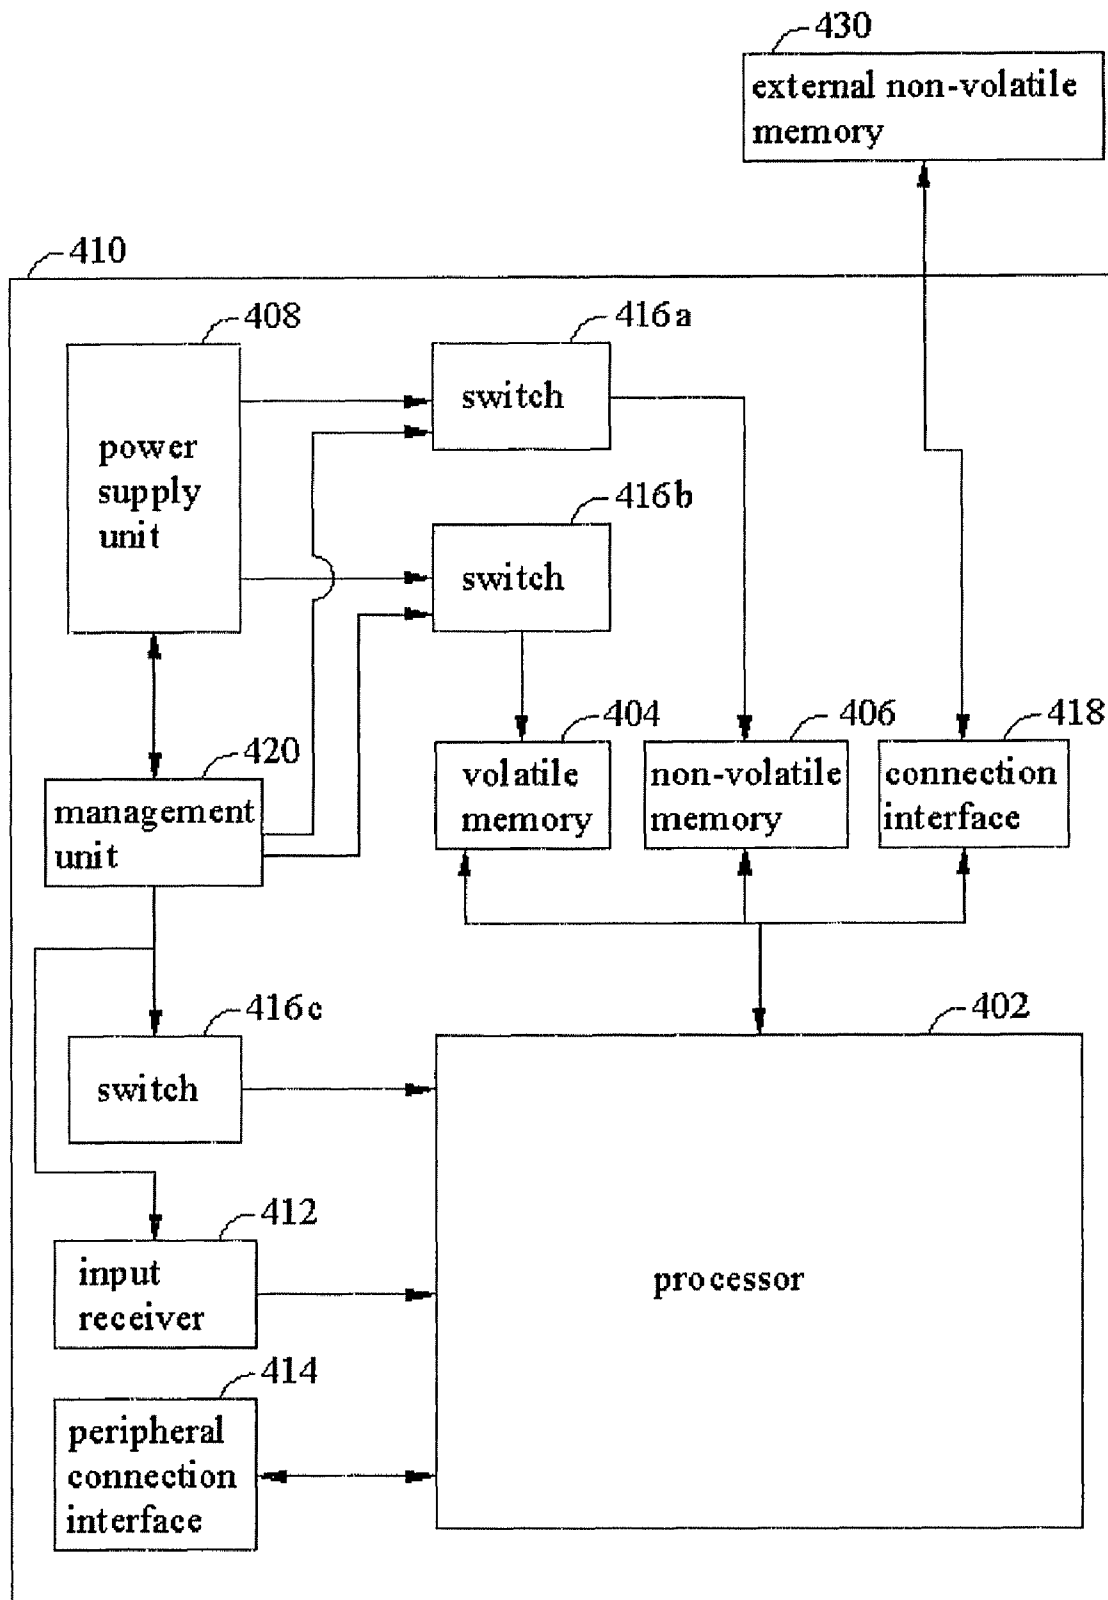 430
external non-volatile
memory
410
408
416a
power
supply
unit
switch
416b
switch
404
406
418
420
volatile
memory
non-volatile
memory
connection
interface
management
unit
416c
402
switch
412
input
receiver
processor
414
peripheral
connection
interface